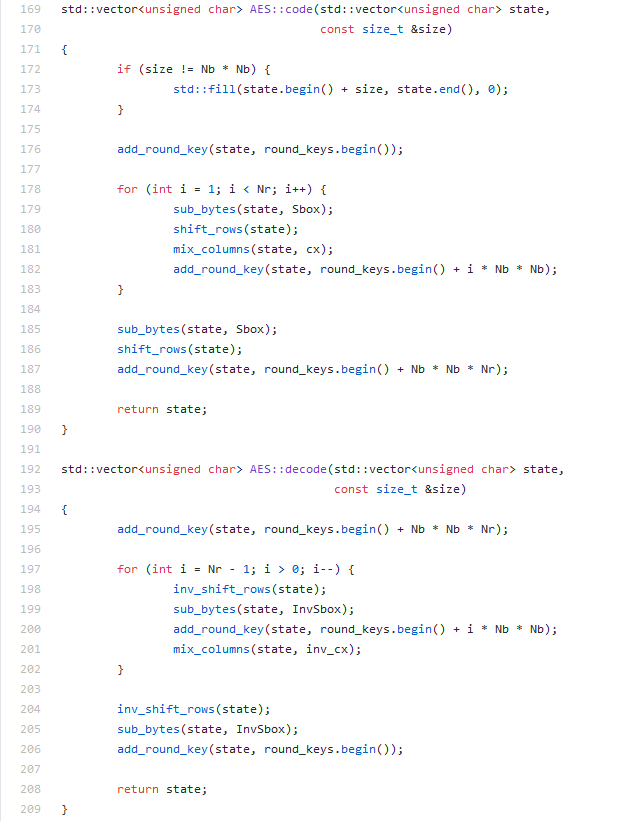 169 std::vector<unsigned char> AES::code(std::vector<unsigned char> state,
170 const size_t &size)
171 {
172 if (size != Nb * Nb) {
173 std::fill(state.begin() + size, state.end(), 0);
174 }
175
176 add_round_key(state, round_keys.begin());
177
178 for (int i = 1; i < Nr; i++) {
179 sub_bytes(state, Sbox);
180 shift_rows(state);
181 mix_columns(state, cx);
182 add_round_key(state, round_keys.begin() + i * Nb * Nb);
183 }
184
185 sub_bytes(state, Sbox);
186 shift_rows(state);
187 add_round_key(state, round_keys.begin() + Nb * Nb * Nr);
188
189 return state;
190 }
191
192 std::vector<unsigned char> AES::decode(std::vector<unsigned char> state,
193 const size_t &size)
194 {
195 add_round_key(state, round_keys.begin() + Nb * Nb * Nr);
196
197 for (int i = Nr - 1; i > 0; i--) {
198 inv_shift_rows(state);
199 sub_bytes(state, InvSbox);
200 add_round_key(state, round_keys.begin() + i * Nb * Nb);
201 mix_columns(state, inv_cx);
202 }
203
204 inv_shift_rows(state);
205 sub_bytes(state, InvSbox);
206 add_round_key(state, round_keys.begin());
207
208 return state;
209 }